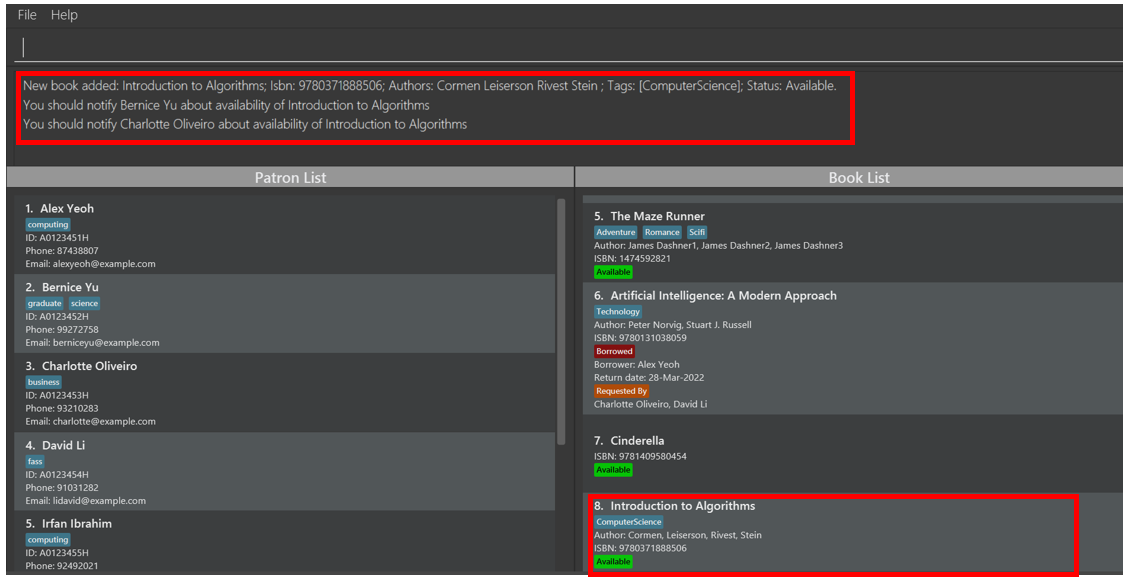 File Help
New book added: Introduction to Algorithms; Isbn: 9780371888506; Authors: Cormen Leiserson Rivest Stein ; Tags: [ComputerScience]; Status: Available.
You should notify Bernice Yu about availability of Introduction to Algorithms
You should notify Charlotte Oliveiro about availability of Introduction to Algorithms
Patron List
1. Alex Yeoh
computing
ID: A0123451H
Phone: 87438807
Email: alexyeoh@example.com
2. Bernice Yu
graduate science
ID: A0123452H
Phone: 99272758
Email: berniceyu@example.com
3. Charlotte Oliveiro
business
ID: A0123453H
Phone: 93210283
Email: charlotte@example.com
4. David Li
fass
ID: A0123454H
Phone: 91031282
Email: lidavid@example.com
5. Irfan Ibrahim
computing
ID: A0123455H
Phone: 92492021
Book List
5. The Maze Runner
Adventure Romance Scifi
Author: James Dashner1, James Dashner2, James Dashner3
ISBN: 1474592821
Available
6. Artificial Intelligence: A Modern Approach
Technology
Author: Peter Norvig, Stuart J. Russell
ISBN: 9780131038059
Borrowed
Borrower: Alex Yeoh
Return date: 28-Mar-2022
Requested By
Charlotte Oliveiro, David Li
7. Cinderella
ISBN: 9781409580454
Available
8. Introduction to Algorithms
ComputerScience
Author: Cormen, Leiserson, Rivest, Stein
ISBN: 9780371888506
Available